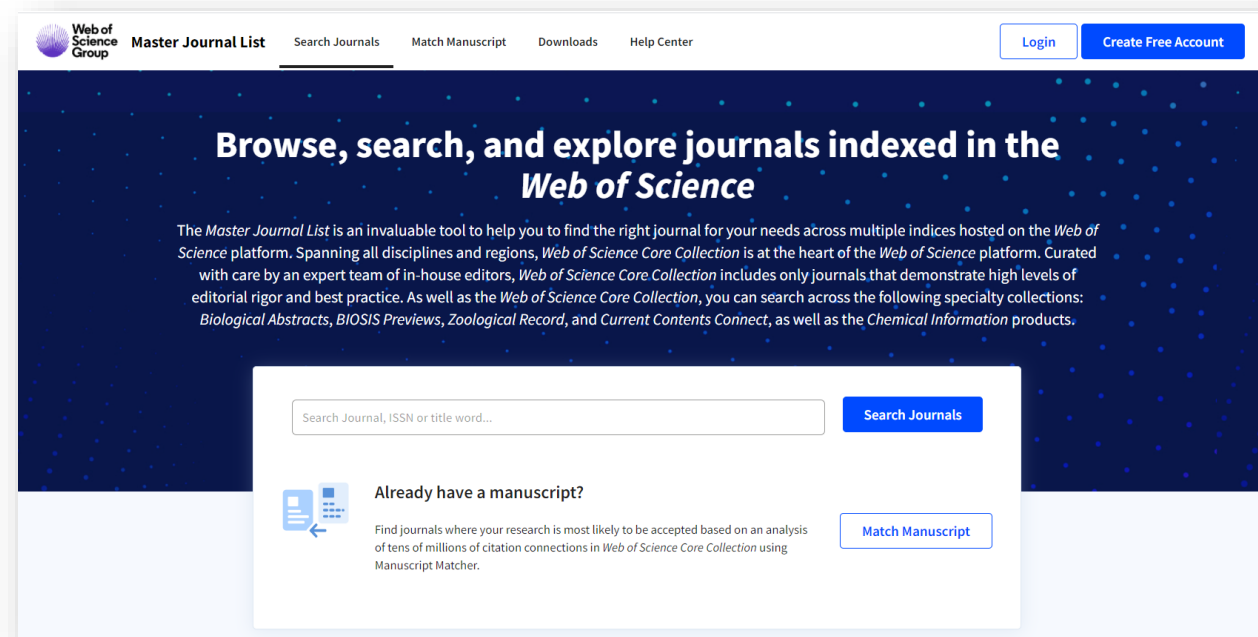 Web of
Science
Group
Master Journal List
Search Journals
Match Manuscript
Downloads
Help Center
Login
Create Free Account
Browse, search, and explore journals indexed in the
Web of Science
The Master Journal List is an invaluable tool to help you to find the right journal for your needs across multiple indices hosted on the Web of
Science platform. Spanning all disciplines and regions, Web of Science Core Collection is at the heart of the Web of Science platform. Curated
with care by an expert team of in-house editors, Web of Science Core Collection includes only journals that demonstrate high levels of
editorial rigor and best practice. As well as the Web of Science Core Collection, you can search across the following specialty collections:
Biological Abstracts, BIOSIS Previews, Zoological Record, and Current Contents Connect, as well as the Chemical Information products.
Search Journal, ISSN or title word...
Search Journals
Already have a manuscript?
Find journals where your research is most likely to be accepted based on an analysis
of tens of millions of citation connections in Web of Science Core Collection using
Manuscript Matcher.
Match Manuscript